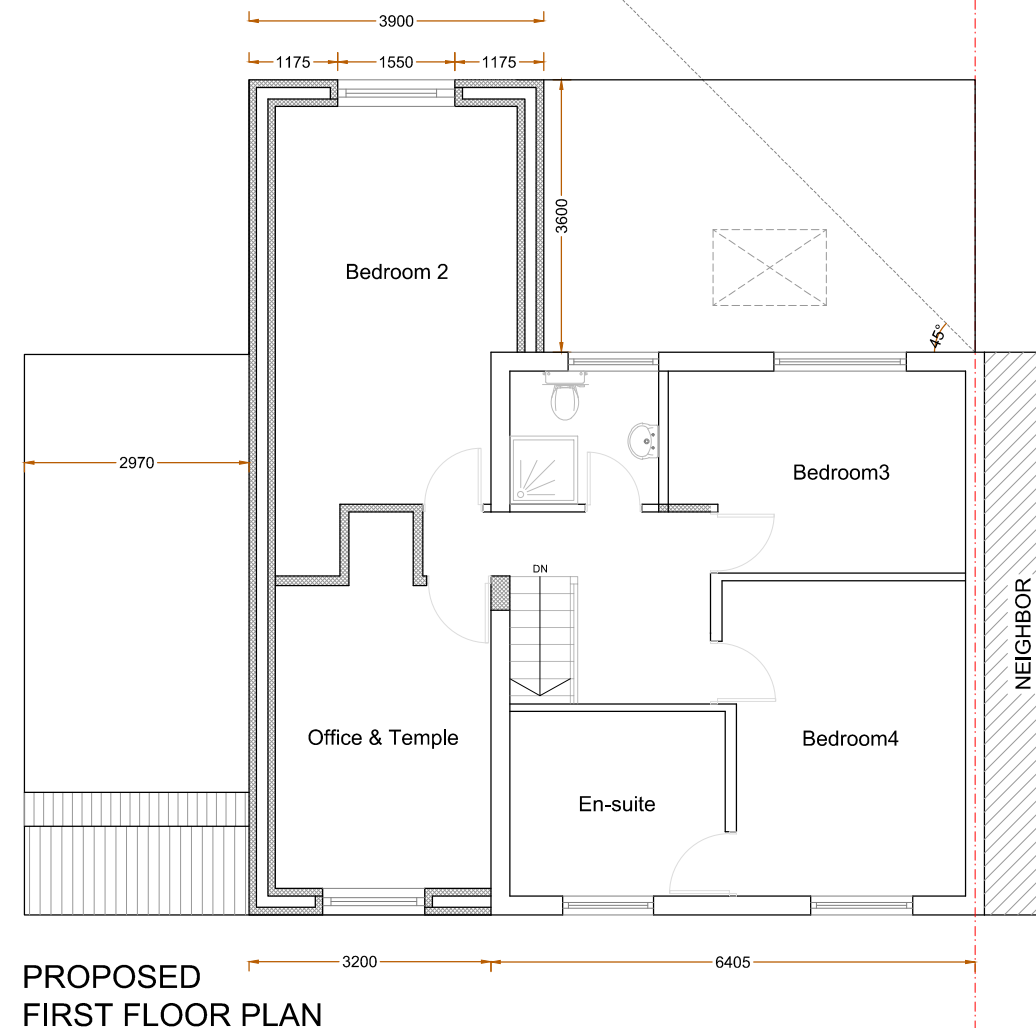 3900
1175
1550
1175
3600
Bedroom 2
45°
2970
Bedroom3
DN
NEIGHBOR
Office & Temple
Bedroom4
En-suite
3200
6405
PROPOSED
FIRST FLOOR PLAN